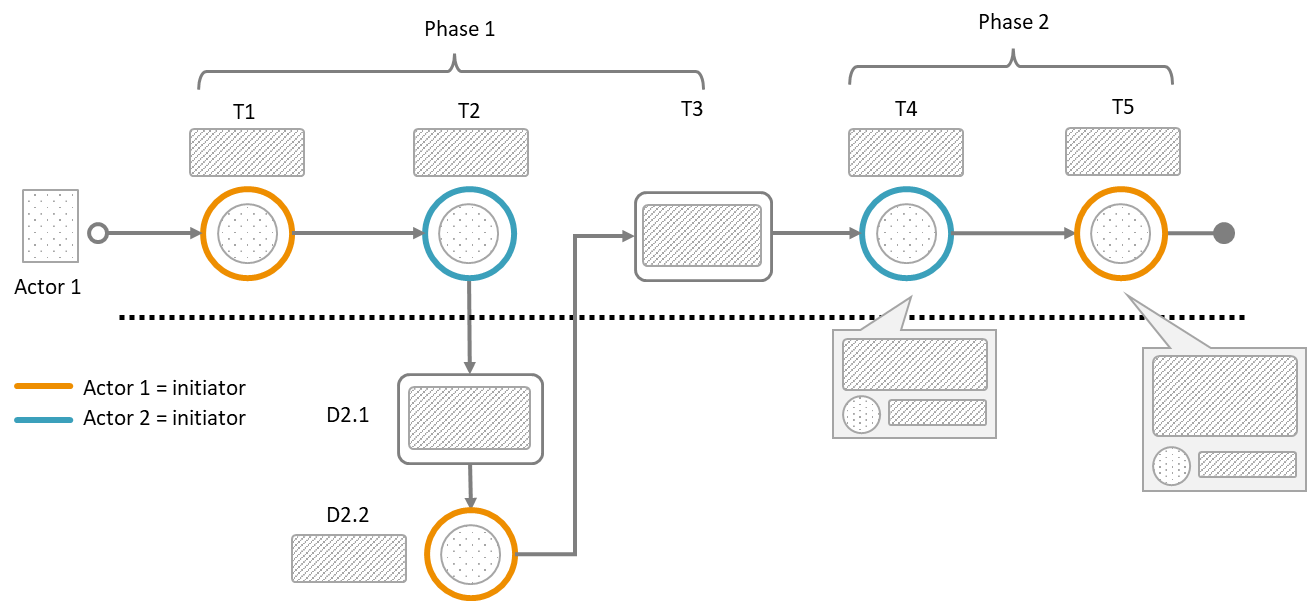 Phase 1
Phase 2
T1
T2
T3
T4
T5
Actor 1
Actor 1 = initiator
Actor 2 = initiator
D2.1
D2.2